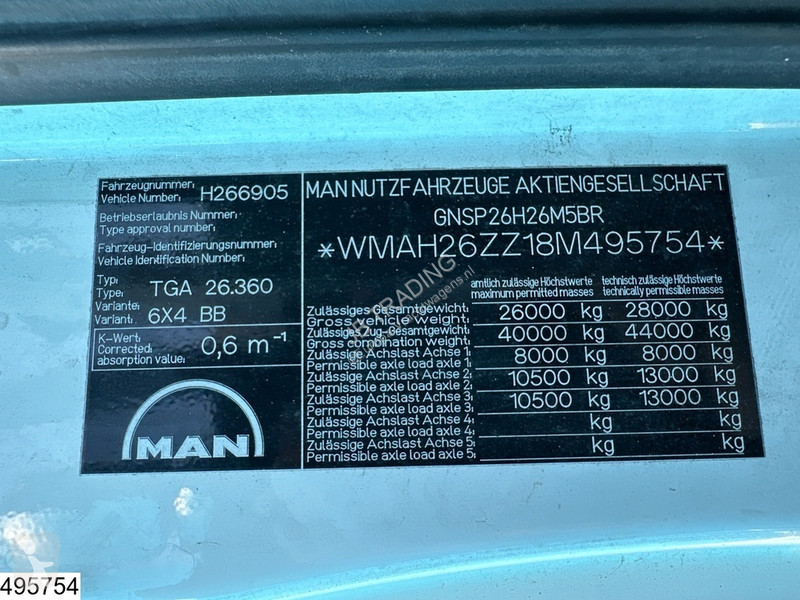 Fahrzeugnummer:
Vehicle Number: H266905
Betriebserlaubnis Nummer:
Type approval number:
Fahrzeug-Identifizierungsnummer:
Vehicle Identification Number:
Typ:
Type: TGA 26.360
Variante:
Variant: 6X4 BB
K-Wert:
Corrected absorption value: 0,6 m⁻¹
MAN
MAN NUTZFAHRZEUGE AKTIENGESELLSCHAFT
GNSP26H26M5BR
*WMAH26ZZ18M495754*
amtlich zulässige Höchstwerte technisch zulässige Höchstwerte
maximum permitted masses technically permissible masses
Zulässiges Gesamtgewicht: 26000 kg 28000 kg
Gross vehicle weight:
Zulässiges Zug-Gesamtgewicht: 40000 kg 44000 kg
Gross combination weight:
Zulässige Achslast Achse 1: 8000 kg 8000 kg
Permissible axle load axle 1:
Zulässige Achslast Achse 2: 10500 kg 13000 kg
Permissible axle load axle 2:
Zulässige Achslast Achse 3: 10500 kg 13000 kg
Permissible axle load axle 3:
Zulässige Achslast Achse 4: kg kg
Permissible axle load axle 4:
Zulässige Achslast Achse 5: kg kg
Permissible axle load axle 5:
TRADING
495754